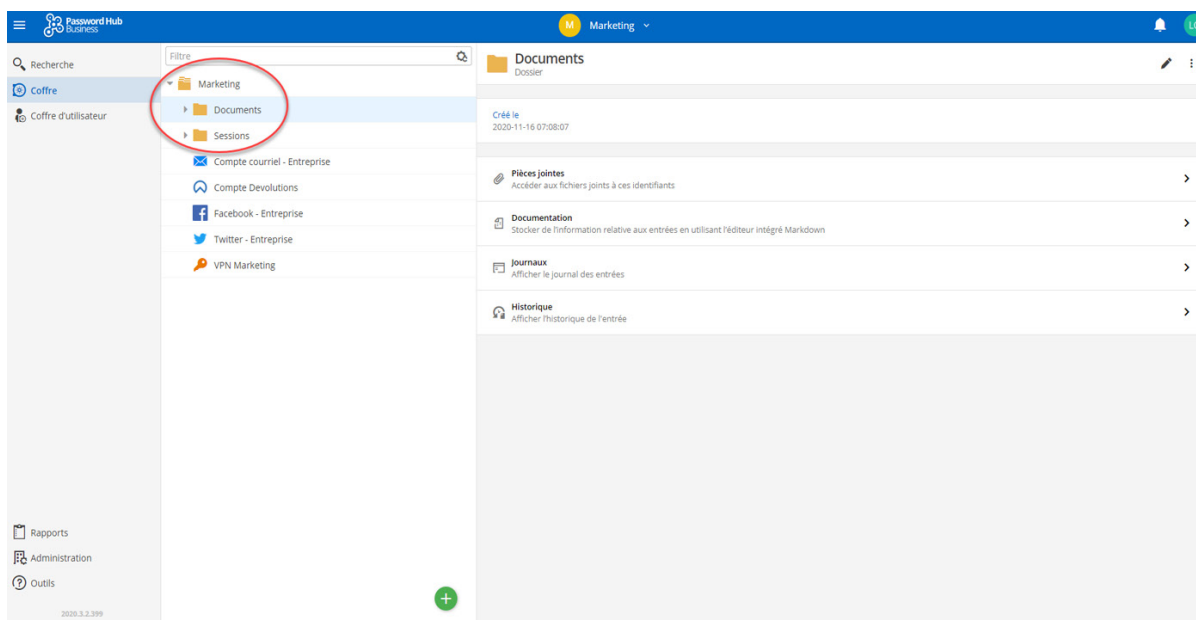 Password Hub
Business
M
Marketing
Recherche
Coffre
Coffre d'utilisateur
Rapports
Administration
Outils
2020.3.2.399
Filtre
Marketing
Documents
Sessions
Compte courriel - Entreprise
Compte Devolutions
Facebook - Entreprise
Twitter - Entreprise
VPN Marketing
Documents
Dossier
Créé le
2020-11-16 07:08:07
Pièces jointes
Accéder aux fichiers joints à ces identifiants
Documentation
Stocker de l'information relative aux entrées en utilisant l'éditeur intégré Markdown
Journaux
Afficher le journal des entrées
Historique
Afficher l'historique de l'entrée